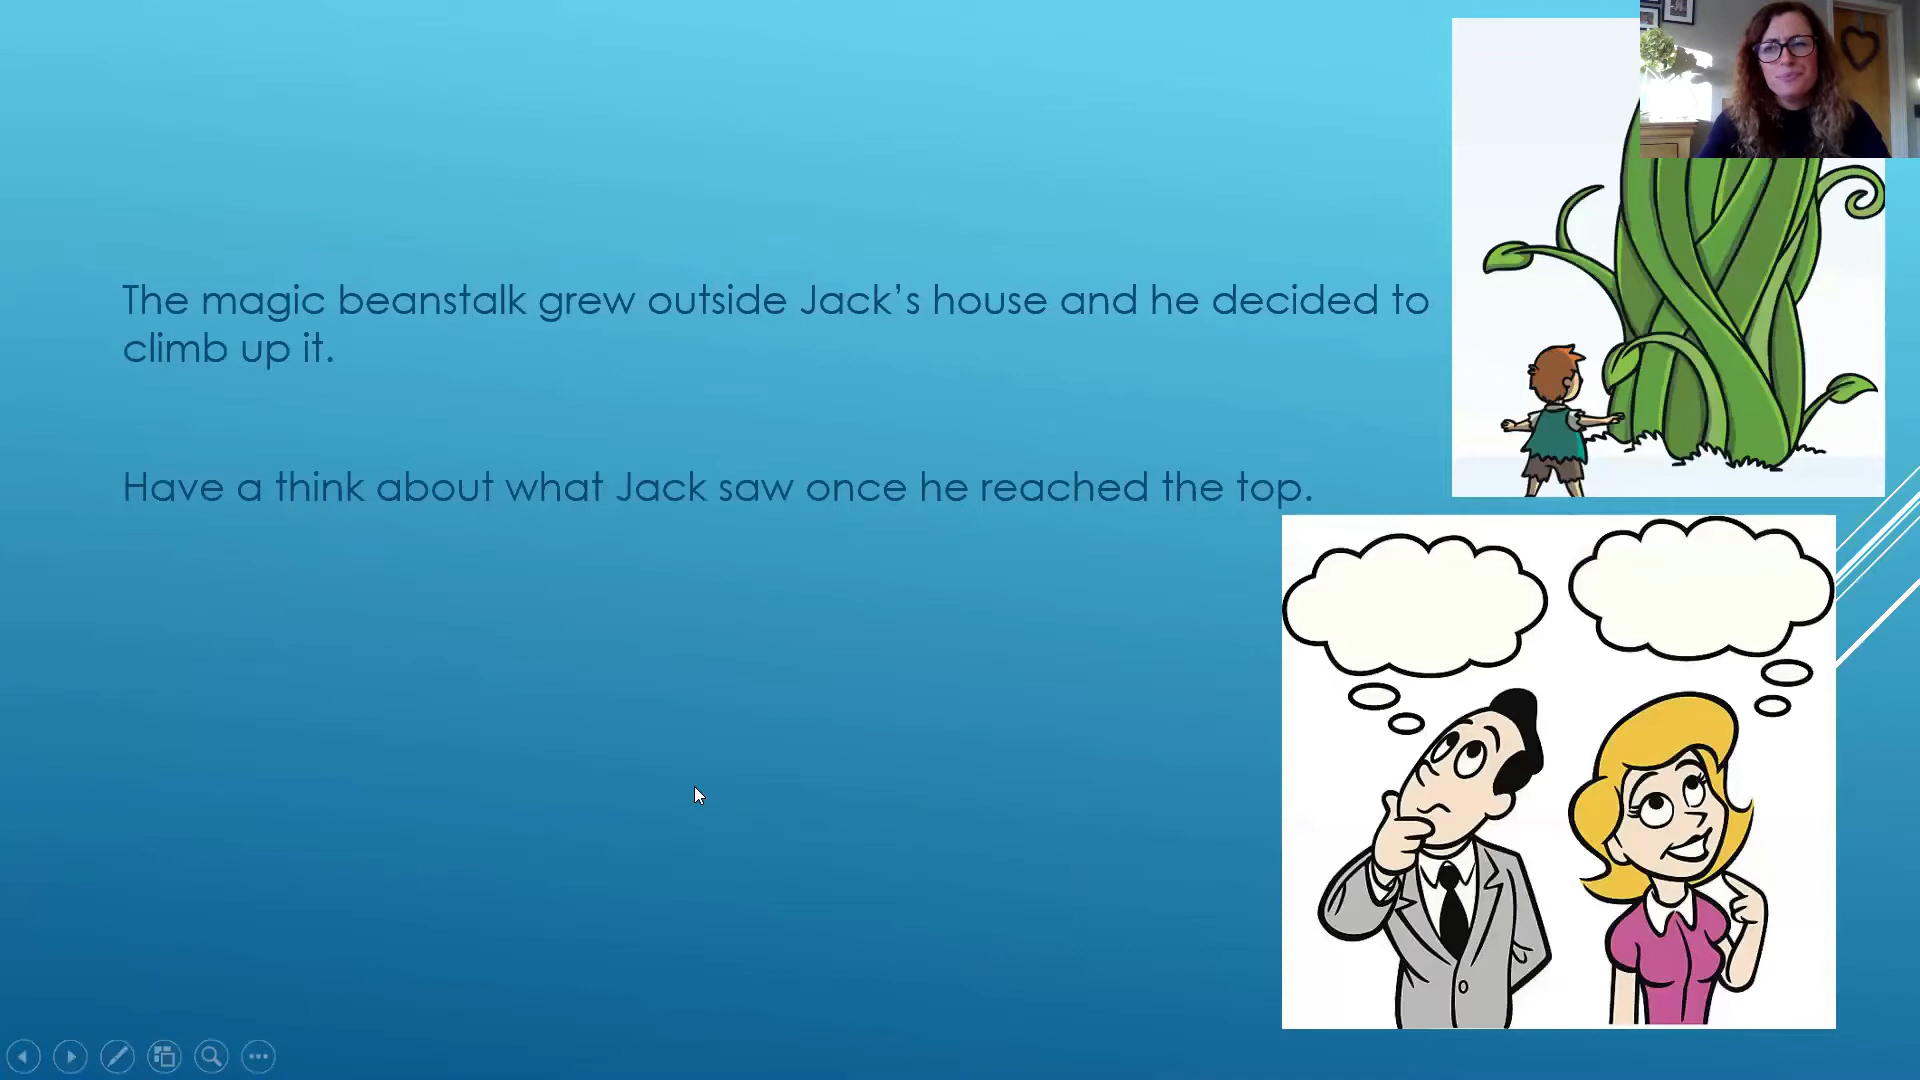 The magic beanstalk grew outside Jack’s house and he decided to
climb up it.
Have a think about what Jack saw once he reached the top.